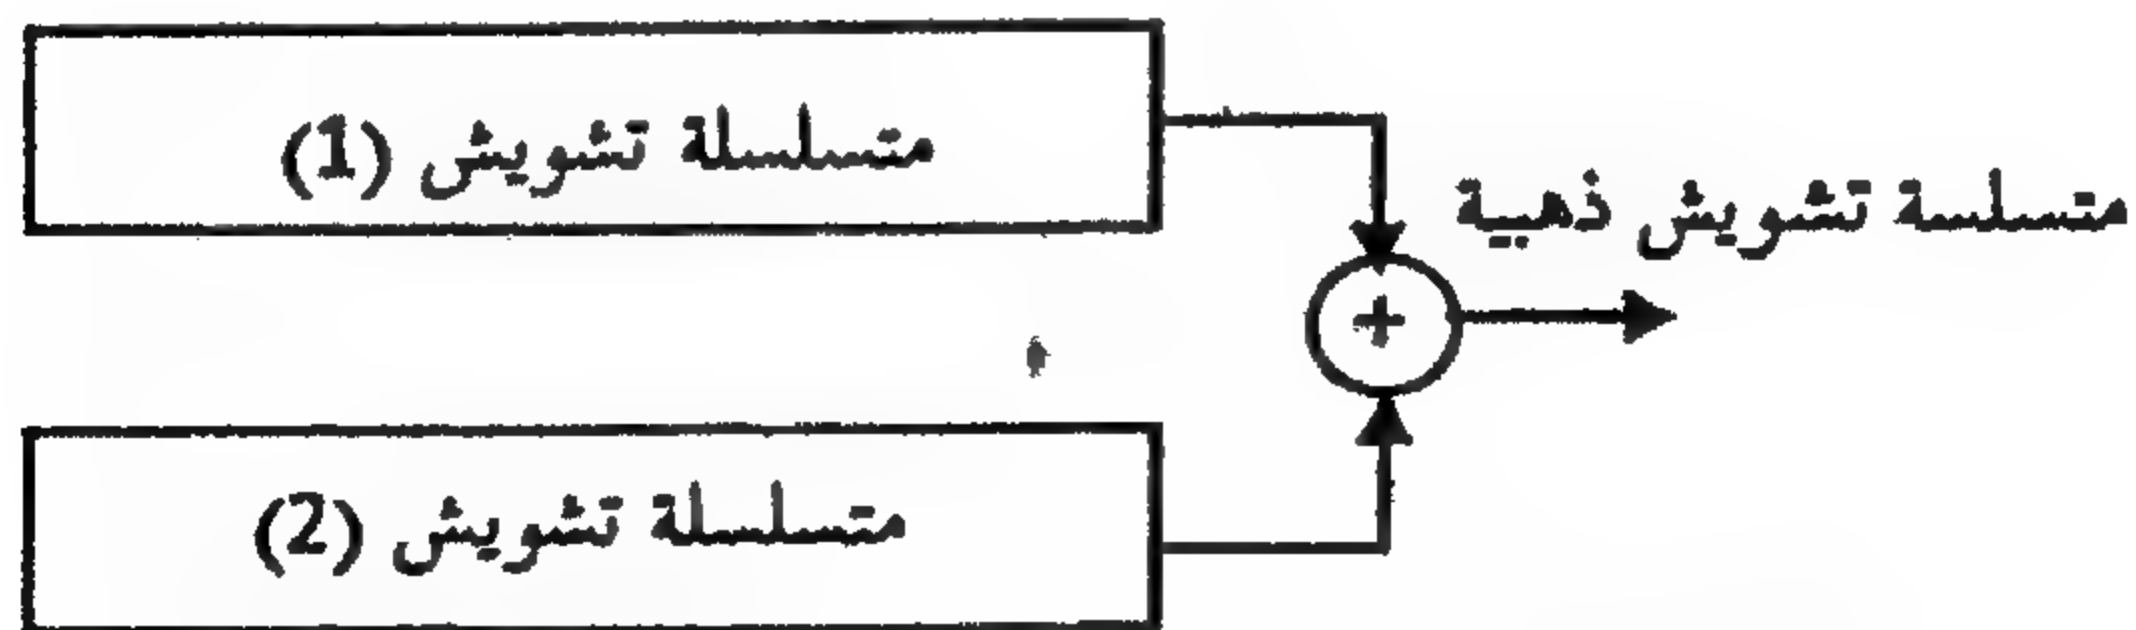 متسلسلة تشويش (1)
متسلسة تشويش ذهبية
+
متسلسلة تشويش (2)